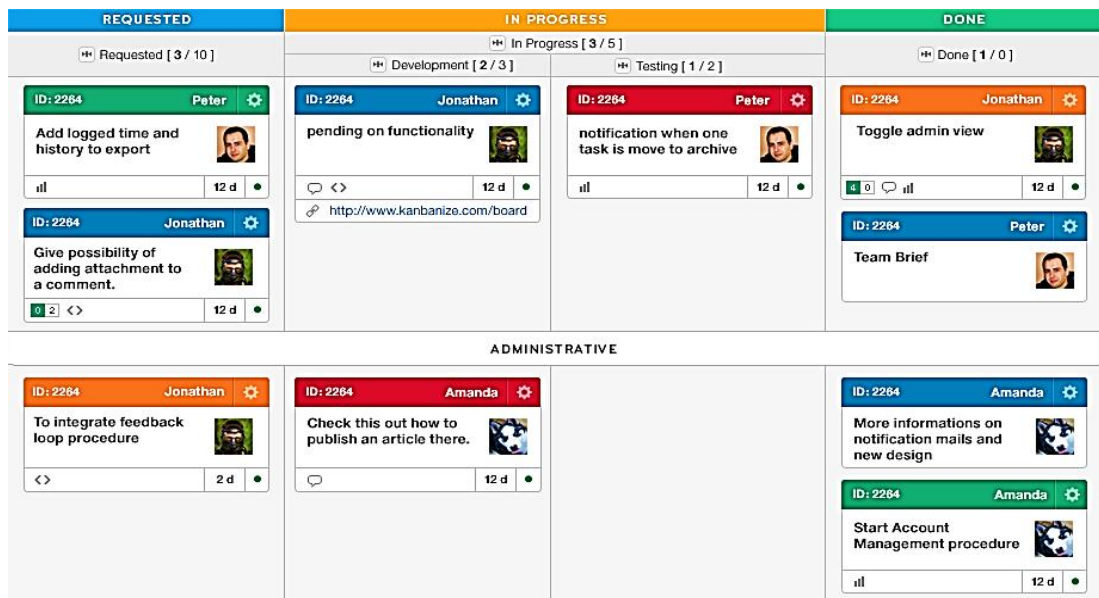 REQUESTED
IN PROGRESS
DONE
Requested [ 3 / 10 ]
In Progress [ 3 / 5 ]
Development [ 2 / 3 ]
Testing [ 1 / 2 ]
Done [ 1 / 0 ]
ID: 2264 Peter
Add logged time and
history to export
12 d
ID: 2264 Jonathan
Give possibility of
adding attachment to
a comment.
0 2 <> 12 d
ID: 2264 Jonathan
pending on functionality
<> 12 d
http://www.kanbanize.com/board
ID: 2264 Peter
notification when one
task is move to archive
12 d
ID: 2264 Jonathan
Toggle admin view
4 0 12 d
ID: 2264 Peter
Team Brief
ADMINISTRATIVE
ID: 2264 Jonathan
To integrate feedback
loop procedure
<> 2 d
ID: 2264 Amanda
Check this out how to
publish an article there.
12 d
ID: 2264 Amanda
More informations on
notification mails and
new design
ID: 2264 Amanda
Start Account
Management procedure
12 d